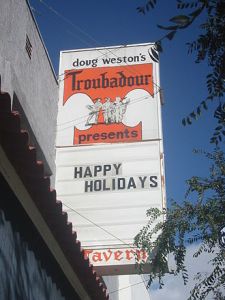 doug weston's
Troubadour
presents
HAPPY
HOLIDAYS
Tavern